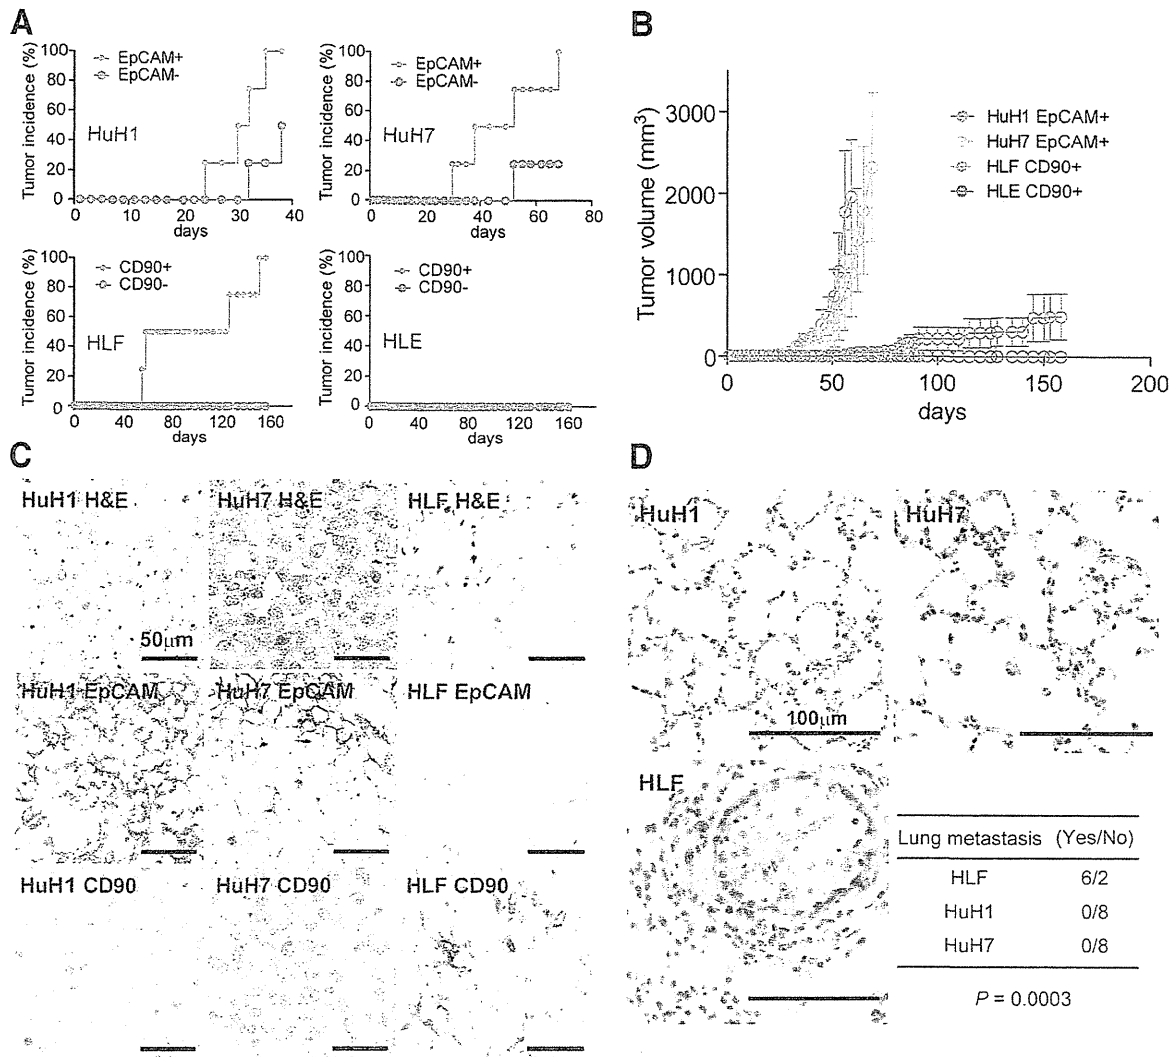 A
Tumor incidence (%)
100
80
60
40
20
0
EpCAM+
EpCAM-
HuH1
0 10 20 30 40
days
Tumor incidence (%)
100
80
60
40
20
0
EpCAM+
EpCAM-
HuH7
0 20 40 60 80
days
Tumor incidence (%)
100
80
60
40
20
0
CD90+
CD90-
HLF
0 40 80 120 160
days
Tumor incidence (%)
100
80
60
40
20
0
CD90+
CD90-
HLE
0 40 80 120 160
days
B
Tumor volume (mm³)
3000
2000
1000
0
HuH1 EpCAM+
HuH7 EpCAM+
HLF CD90+
HLE CD90+
0 50 100 150 200
days
C
HuH1 H&E
HuH7 H&E
HLF H&E
50μm
HuH1 EpCAM
HuH7 EpCAM
HLF EpCAM
HuH1 CD90
HuH7 CD90
HLF CD90
D
HuH1
HuH7
100μm
HLF
Lung metastasis (Yes/No)
HLF 6/2
HuH1 0/8
HuH7 0/8
P = 0.0003